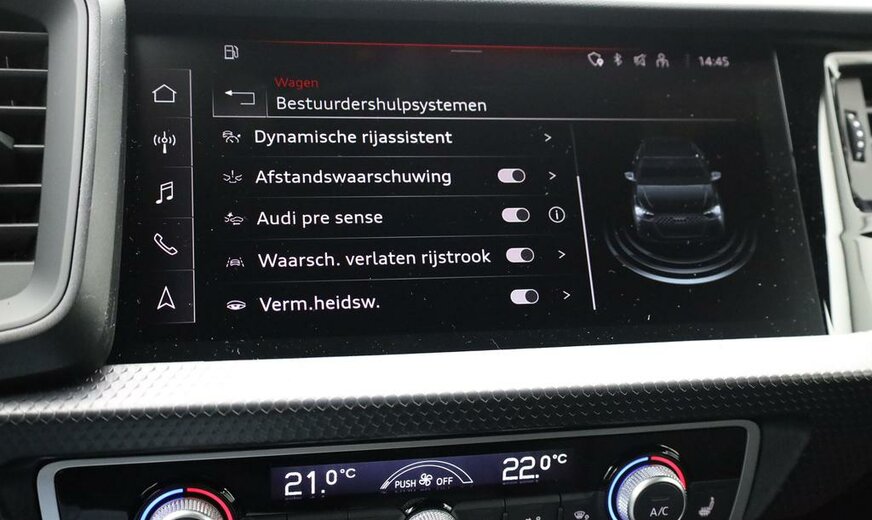 14:45
Wagen
Bestuurdershulpsystemen
Dynamische rijassistent
Afstandswaarschuwing
Audi pre sense
Waarsch. verlaten rijstrook
Verm.heidsw.
21.0°C
PUSH OFF
22.0°C
A/C